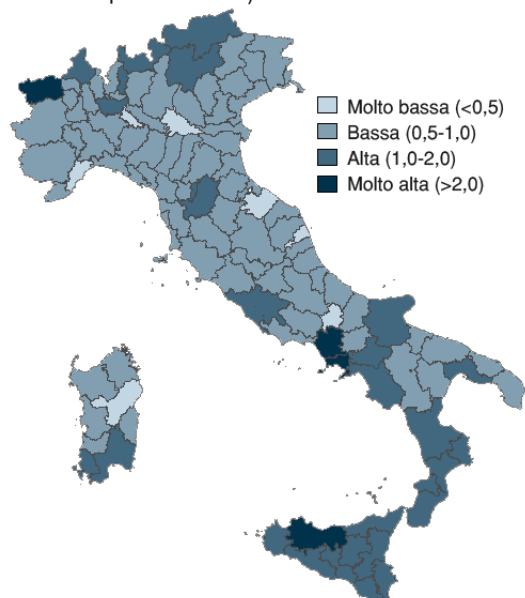 Molto bassa (<0,5)
Bassa (0,5-1,0)
Alta (1,0-2,0)
Molto alta (>2,0)